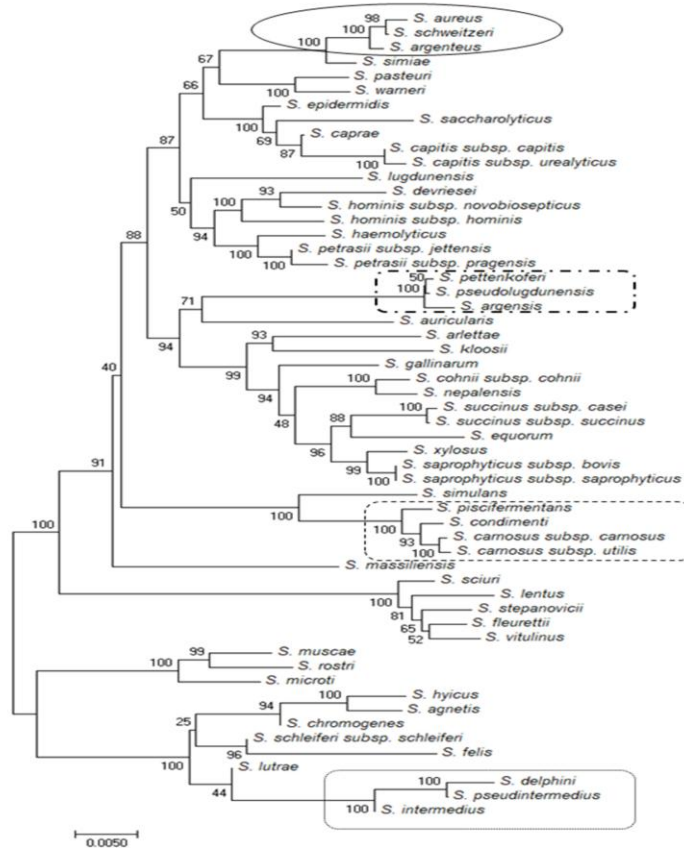 98 S. aureus
100 S. schweitzeri
100 S. argenteus
67 S. simiae
S. pasteuri
66 100 S. warneri
S. epidermidis
100 S. saccharolyticus
69 S. caprae
87 87 S. capitis subsp. capitis
100 S. capitis subsp. urealyticus
S. lugdunensis
50 93 S. devriesei
100 S. hominis subsp. novobiosepticus
94 S. hominis subsp. hominis
88 100 S. haemolyticus
S. petrasii subsp. jettensis
100 S. petrasii subsp. pragensis
50 S. pettenkoferi
100 S. pseudolugdunensis
71 S. argensis
S. auricularis
94 93 S. arlettae
99 S. kloosii
40 S. gallinarum
94 100 S. cohnii subsp. cohnii
S. nepalensis
48 88 100 S. succinus subsp. casei
S. succinus subsp. succinus
96 S. equorum
S. xylosus
91 99 S. saprophyticus subsp. bovis
100 S. saprophyticus subsp. saprophyticus
S. simulans
100 S. piscifermentans
100 S. condimenti
100 93 S. carnosus subsp. carnosus
100 S. carnosus subsp. utilis
S. massiliensis
S. sciuri
100 S. lentus
81 S. stepanovicii
65 S. fleurettii
52 S. vitulinus
99 S. muscae
100 S. rostri
S. microti
100 S. hyicus
94 S. agnetis
25 S. chromogenes
S. schleiferi subsp. schleiferi
96 S. felis
100 S. lutrae
100 S. delphini
44 S. pseudintermedius
100 S. intermedius
0.0050